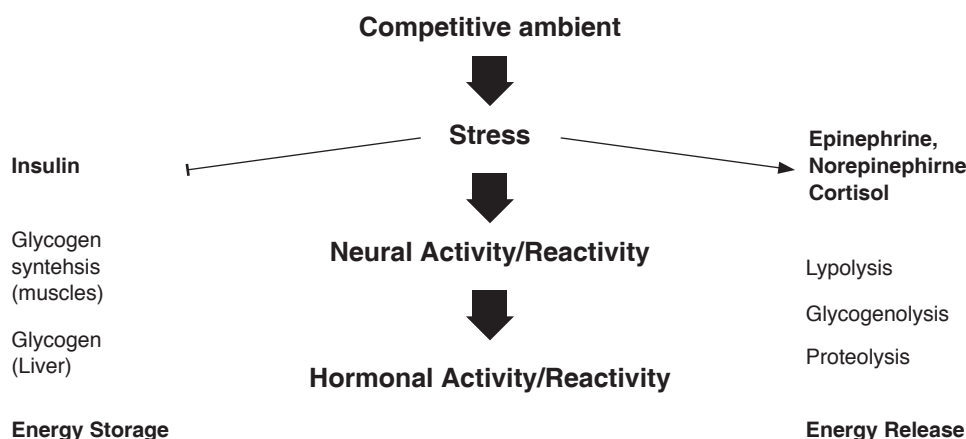 Competitive ambient
Stress
Insulin
Epinephrine,
Norepinephirne
Cortisol
Glycogen
syntehsis
(muscles)
Neural Activity/Reactivity
Lypolysis
Glycogenolysis
Glycogen
(Liver)
Proteolysis
Hormonal Activity/Reactivity
Energy Storage
Energy Release